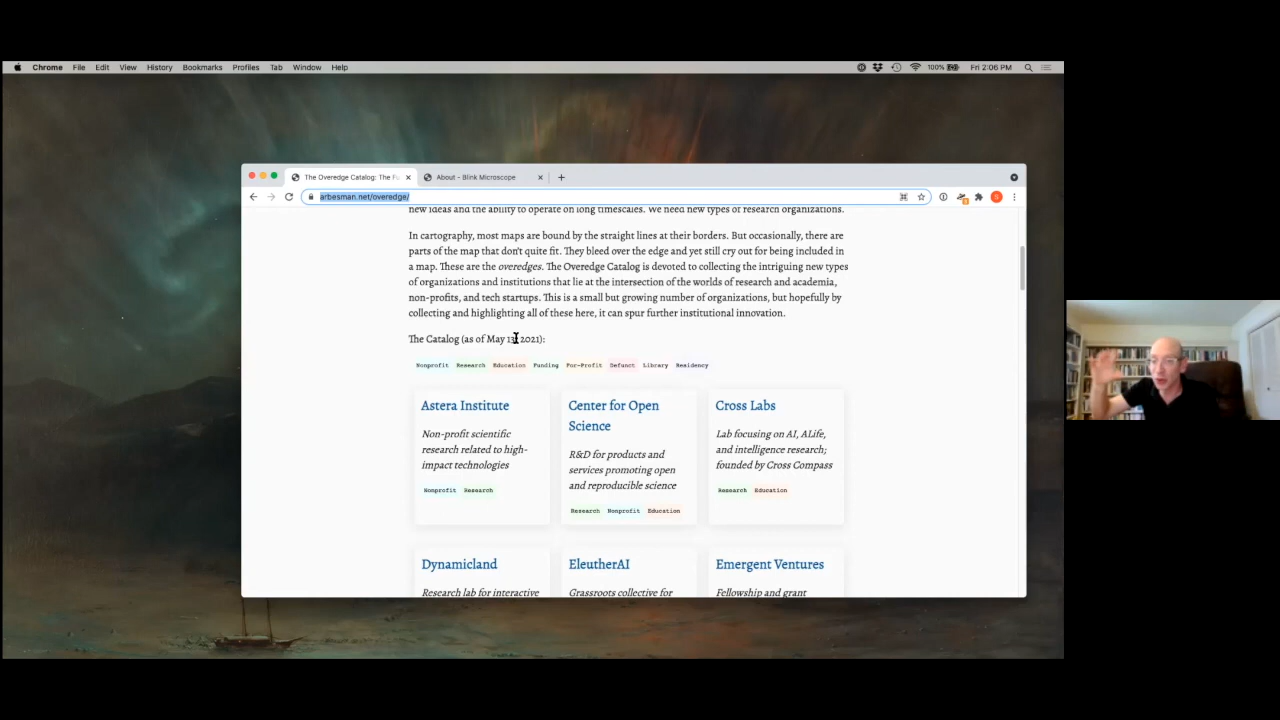 Chrome File Edit View History Bookmarks Profiles Tab Window Help 100% Fri 2:06 PM
The Overedge Catalog: The Fu About - Blink Microscope
arbesman.net/overedge/
new ideas and the ability to operate on long timescales. We need new types of research organizations.
In cartography, most maps are bound by the straight lines at their borders. But occasionally, there are
parts of the map that don't quite fit. They bleed over the edge and yet still cry out for being included in
a map. These are the overedges. The Overedge Catalog is devoted to collecting the intriguing new types
of organizations and institutions that lie at the intersection of the worlds of research and academia,
non-profits, and tech startups. This is a small but growing number of organizations, but hopefully by
collecting and highlighting all of these here, it can spur further institutional innovation.
The Catalog (as of May 13, 2021):
Nonprofit Research Education Funding For-Profit Defunct Library Residency
Astera Institute
Non-profit scientific
research related to high-
impact technologies
Nonprofit Research
Center for Open
Science
R&D for products and
services promoting open
and reproducible science
Research Nonprofit Education
Cross Labs
Lab focusing on AI, ALife,
and intelligence research;
founded by Cross Compass
Research Education
Dynamicland
Research lab for interactive
EleutherAI
Grassroots collective for
Emergent Ventures
Fellowship and grant